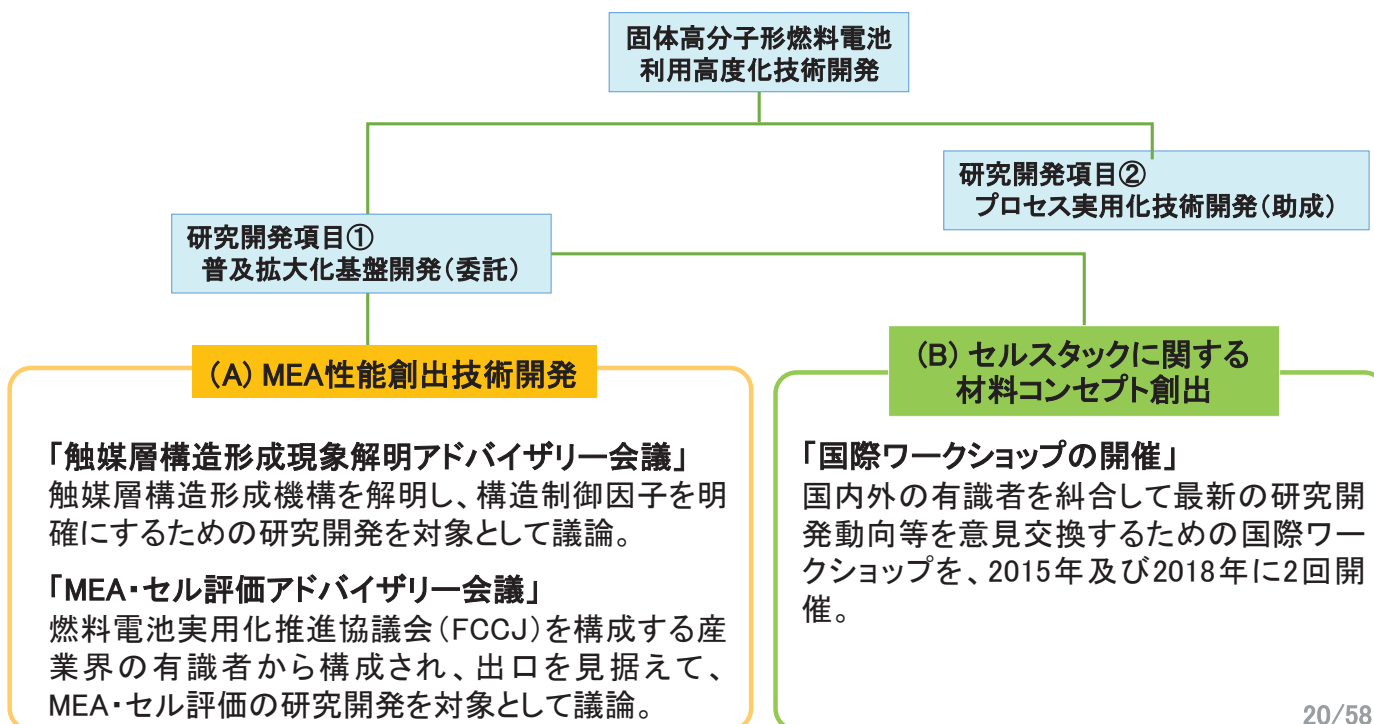 固体高分子形燃料電池
利用高度化技術開発
研究開発項目②
プロセス実用化技術開発(助成)
研究開発項目①
普及拡大化基盤開発(委託)
(A) MEA性能創出技術開発
「触媒層構造形成現象解明アドバイザリー会議」
触媒層構造形成機構を解明し、構造制御因子を明
確にするための研究開発を対象として議論。
「MEA・セル評価アドバイザリー会議」
燃料電池実用化推進協議会(FCCJ)を構成する産
業界の有識者から構成され、出口を見据えて、
MEA・セル評価の研究開発を対象として議論。
(B) セルスタックに関する
材料コンセプト創出
「国際ワークショップの開催」
国内外の有識者を糾合して最新の研究開
発動向等を意見交換するための国際ワー
クショップを、2015年及び2018年に2回開
催。
20/58